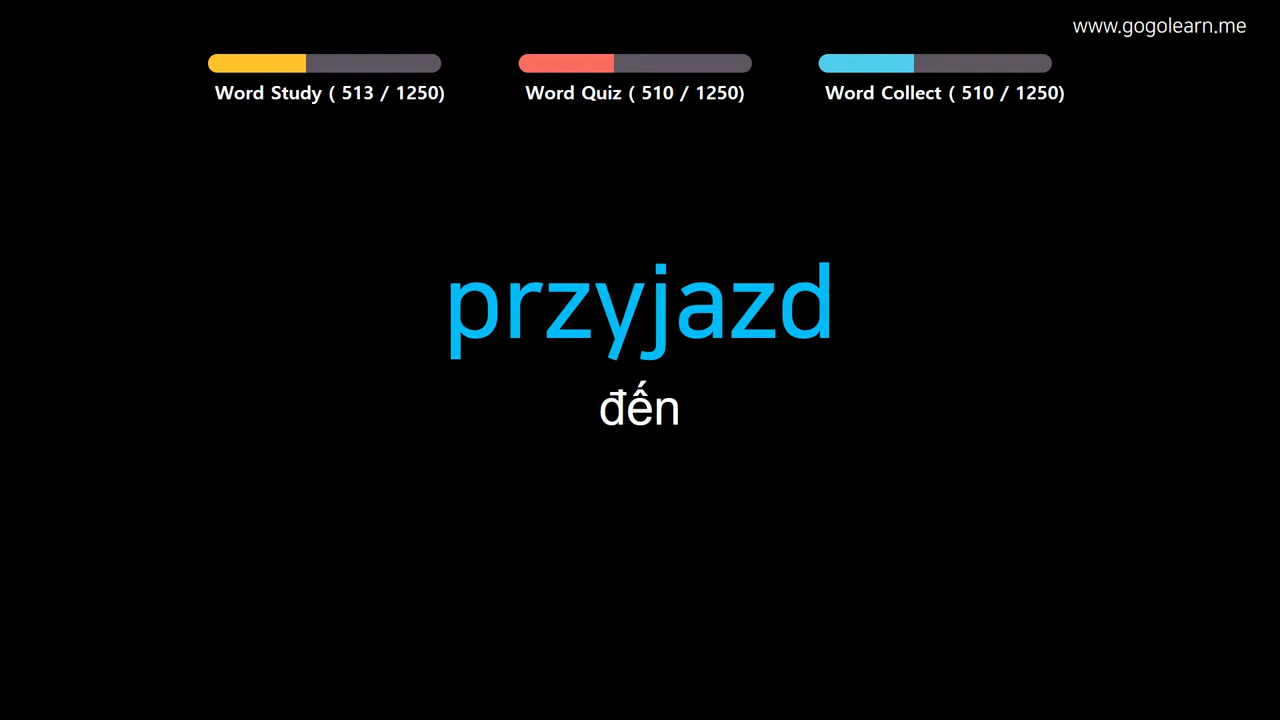 www.gogolearn.me
Word Study ( 513 / 1250)
Word Quiz ( 510 / 1250)
Word Collect ( 510 / 1250)
przyjazd
đến